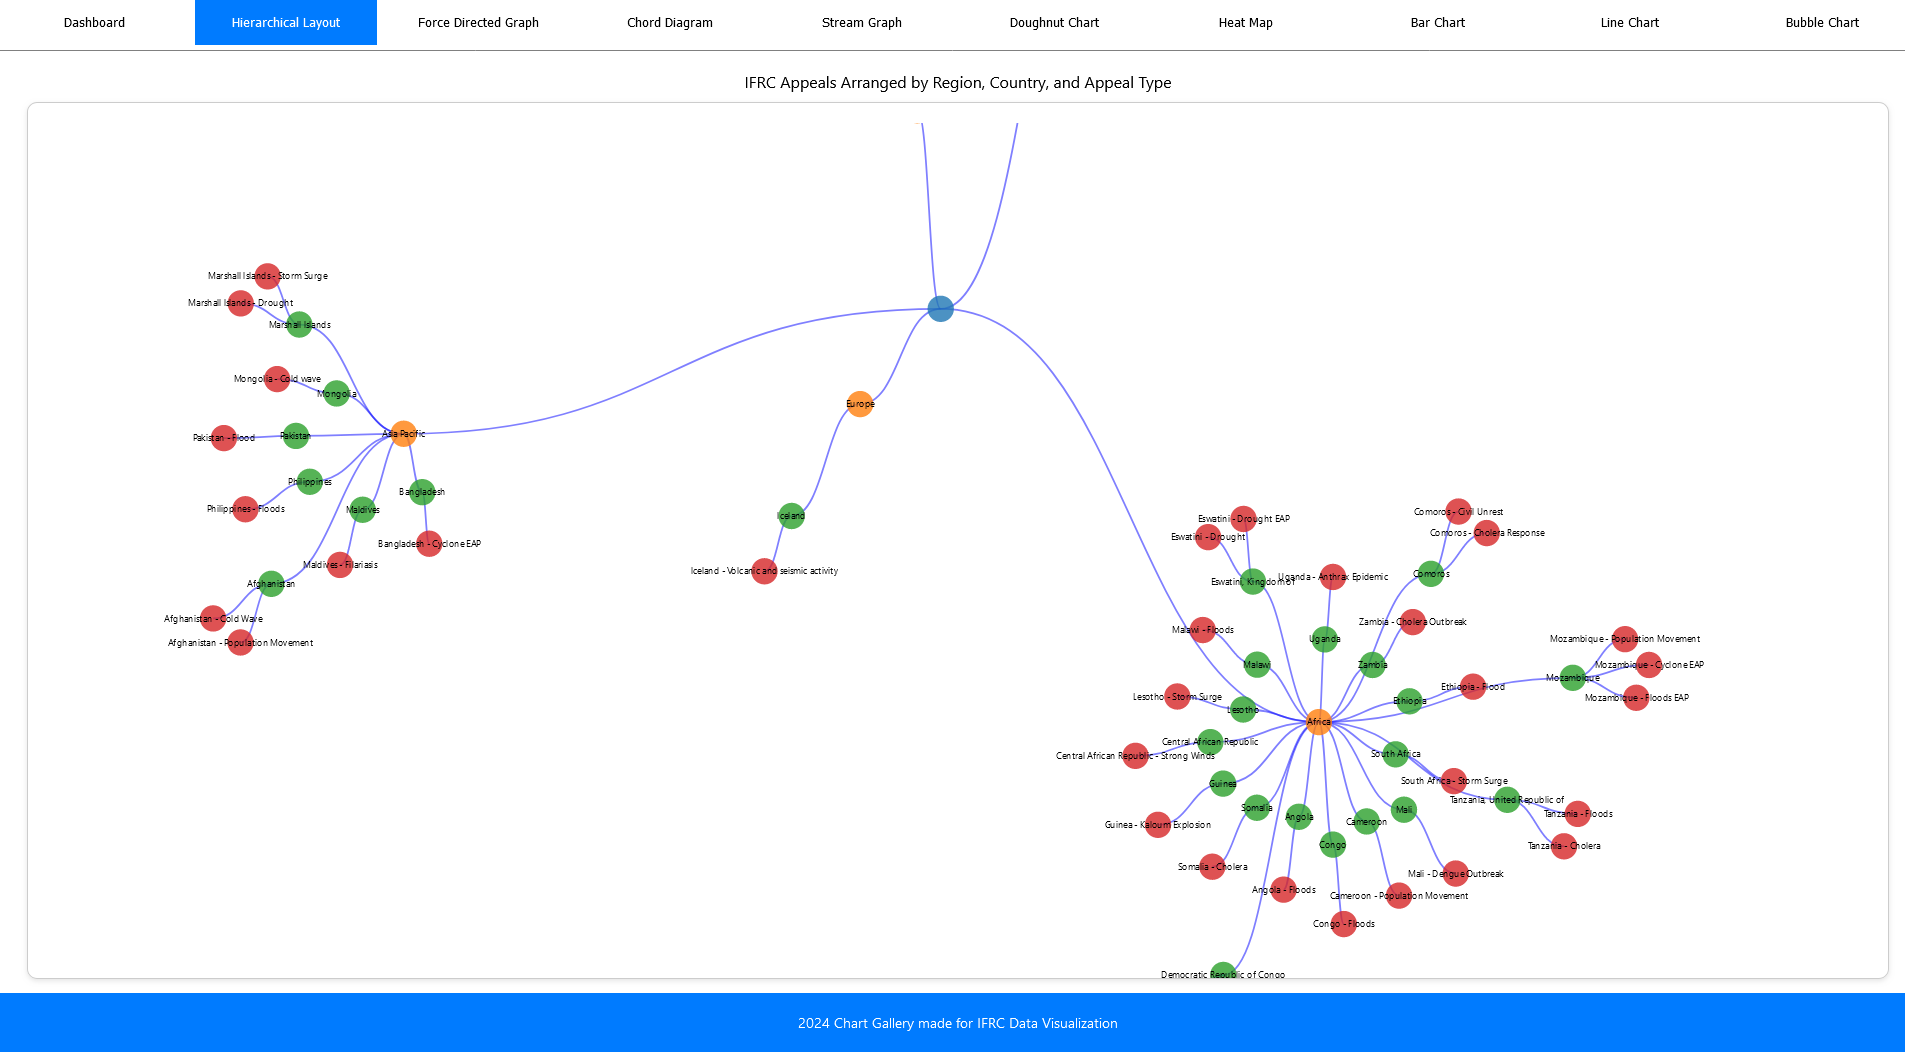 Dashboard
Hierarchical Layout
Force Directed Graph
Chord Diagram
Stream Graph
Doughnut Chart
Heat Map
Bar Chart
Line Chart
Bubble Chart
IFRC Appeals Arranged by Region, Country, and Appeal Type
Marshall Islands - Storm Surge
Marshall Islands - Drought
Marshall Islands
Mongolia - Cold wave
Mongolia
Pakistan - Flood
Pakistan
Asia Pacific
Philippines
Philippines - Floods
Maldives
Bangladesh
Bangladesh - Cyclone EAP
Maldives - Filariasis
Afghanistan
Afghanistan - Cold Wave
Afghanistan - Population Movement
Europe
Iceland
Iceland - Volcanic and seismic activity
Eswatini - Drought EAP
Eswatini - Drought
Eswatini, Kingdom of
Uganda - Anthrax Epidemic
Comoros - Civil Unrest
Comoros - Cholera Response
Comoros
Malawi - Floods
Malawi
Uganda
Zambia - Cholera Outbreak
Zambia
Mozambique - Population Movement
Mozambique - Cyclone EAP
Mozambique
Mozambique - Floods EAP
Ethiopia - Flood
Ethiopia
Lesotho - Storm Surge
Lesotho
Africa
Central African Republic
Central African Republic - Strong Winds
South Africa
South Africa - Storm Surge
Guinea
Guinea - Kaloum Explosion
Somalia
Somalia - Cholera
Angola
Angola - Floods
Congo
Congo - Floods
Cameroon
Cameroon - Population Movement
Mali
Mali - Dengue Outbreak
Tanzania, United Republic of
Tanzania - Floods
Tanzania - Cholera
Democratic Republic of Congo
2024 Chart Gallery made for IFRC Data Visualization